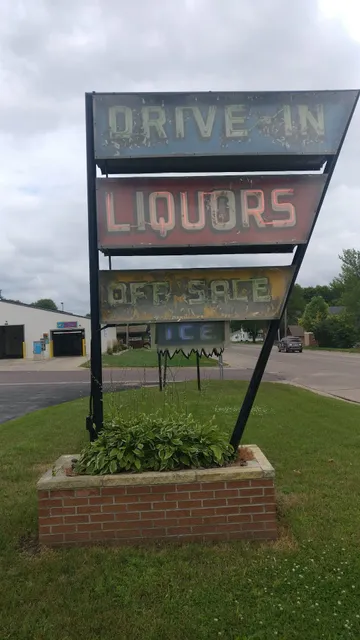 DRIVE-IN
LIQUORS
OFF SALE
ICE